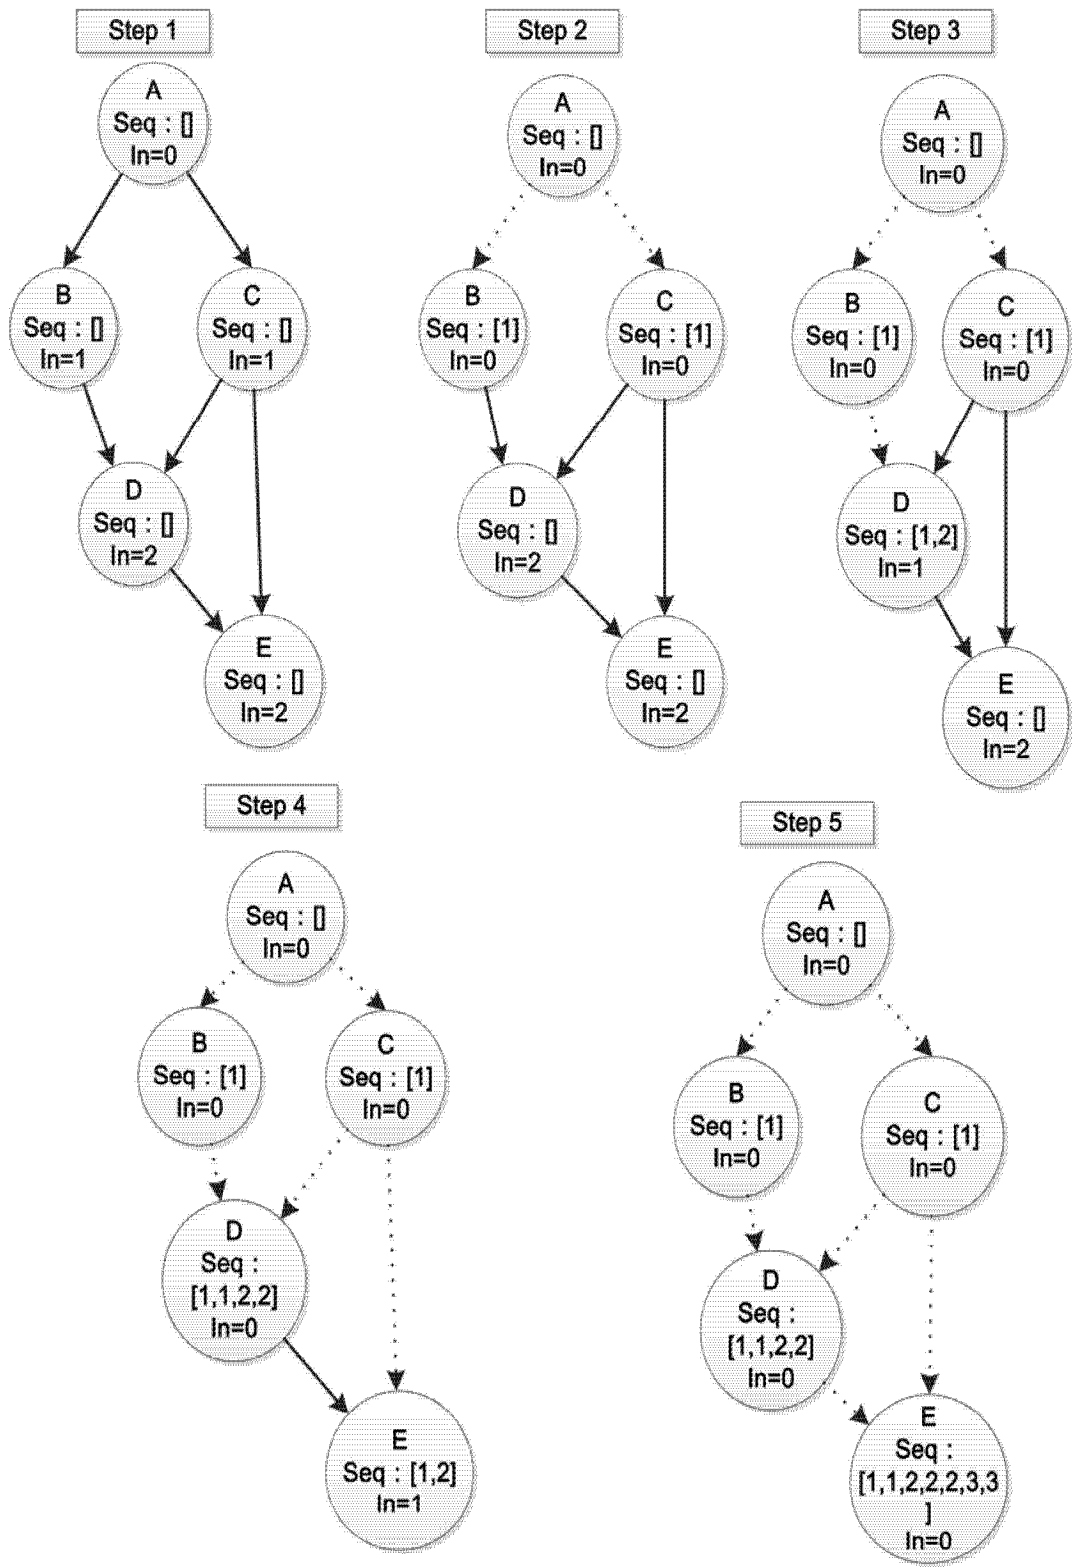 Step 1
A
Seq : []
In=0
B
Seq : []
In=1
C
Seq : []
In=1
D
Seq : []
In=2
E
Seq : []
In=2
Step 2
A
Seq : []
In=0
B
Seq : [1]
In=0
C
Seq : [1]
In=0
D
Seq : []
In=2
E
Seq : []
In=2
Step 3
A
Seq : []
In=0
B
Seq : [1]
In=0
C
Seq : [1]
In=0
D
Seq : [1,2]
In=1
E
Seq : []
In=2
Step 4
A
Seq : []
In=0
B
Seq : [1]
In=0
C
Seq : [1]
In=0
D
Seq :
[1,1,2,2]
In=0
E
Seq : [1,2]
In=1
Step 5
A
Seq : []
In=0
B
Seq : [1]
In=0
C
Seq : [1]
In=0
D
Seq :
[1,1,2,2]
In=0
E
Seq :
[1,1,2,2,2,3,3
]
In=0